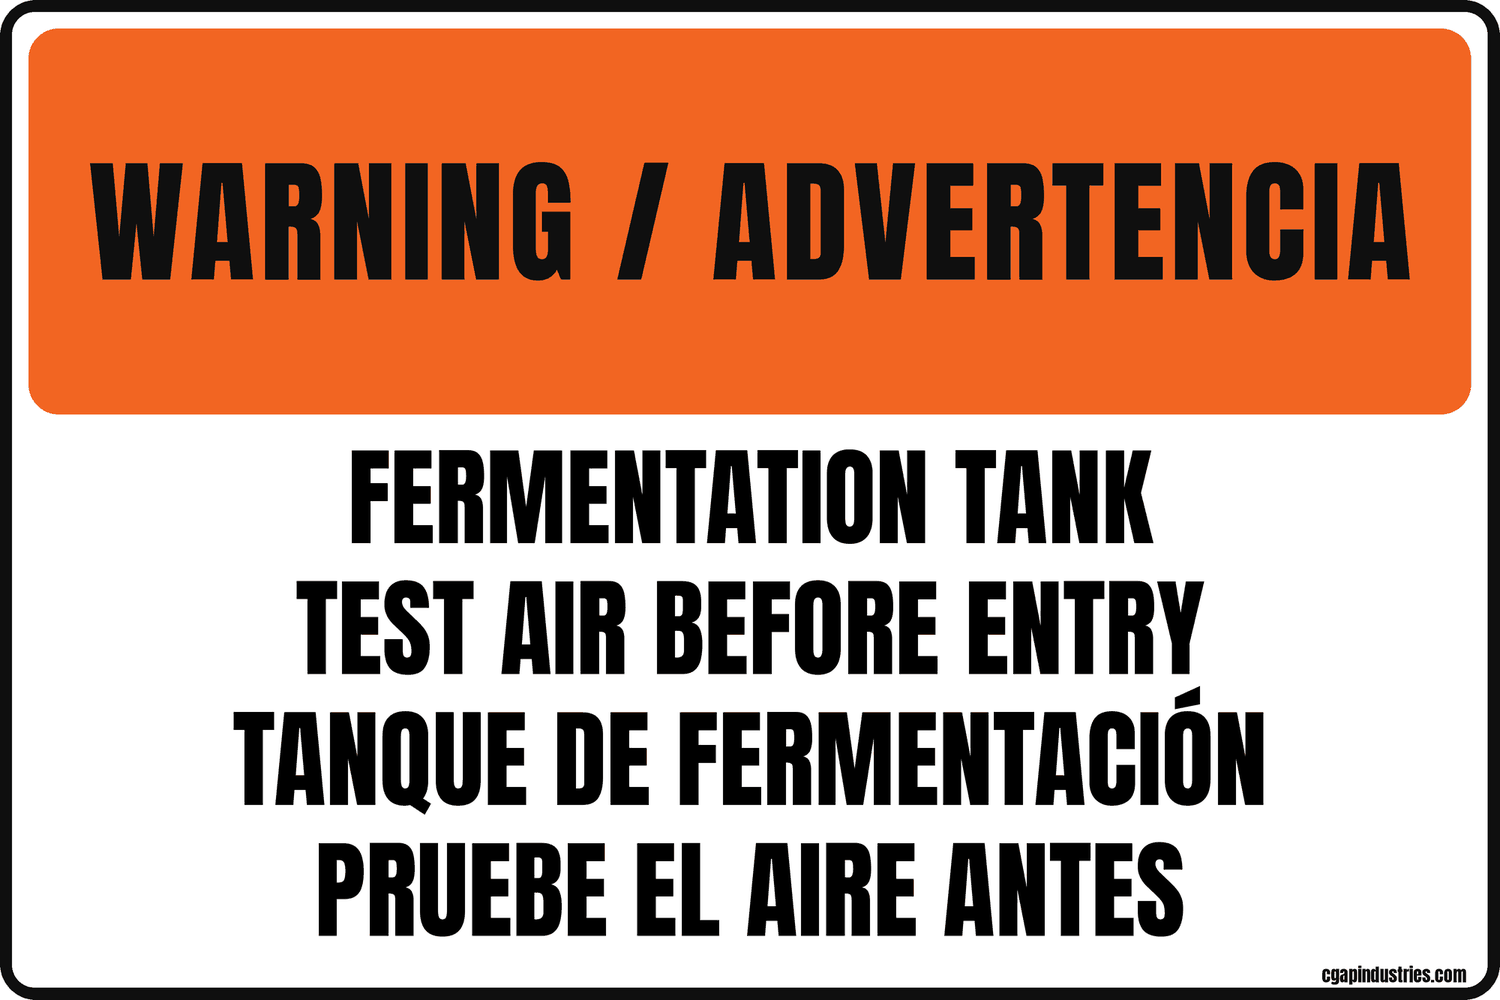 WARNING / ADVERTENCIA
FERMENTATION TANK
TEST AIR BEFORE ENTRY
TANQUE DE FERMENTACIÓN
PRUEBE EL AIRE ANTES
cgapindustries.com